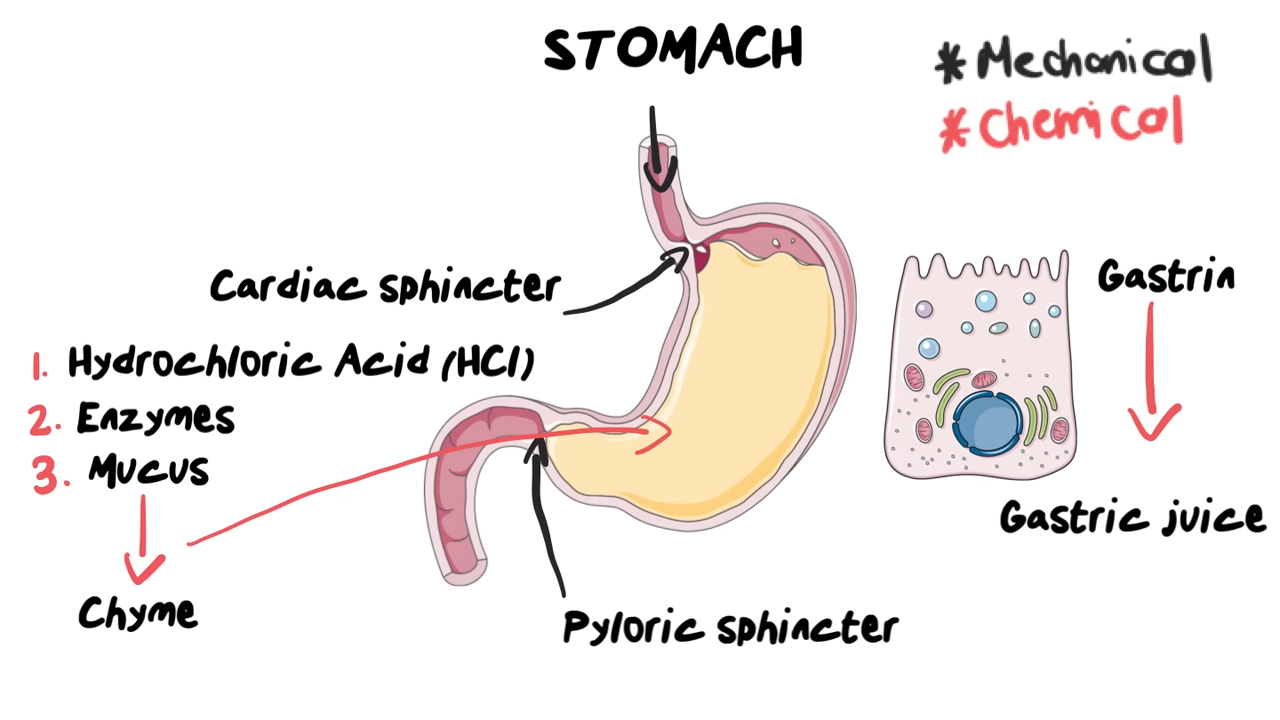 STOMACH
* Mechanical
* Chemical
Cardiac sphincter
Gastrin
1. Hydrochloric Acid (HCl)
2. Enzymes
3. Mucus
Gastric juice
Chyme
Pyloric sphincter